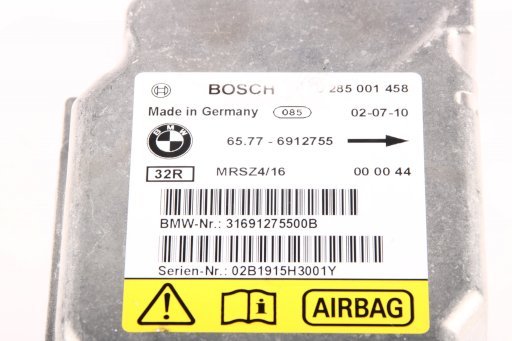 BOSCH 285 001 458
Made in Germany 085 02-07-10
BMW 65.77 - 6912755
32R MRSZ4/16 00 00 44
BMW-Nr.: 31691275500B
Serien-Nr.: 02B1915H3001Y
AIRBAG